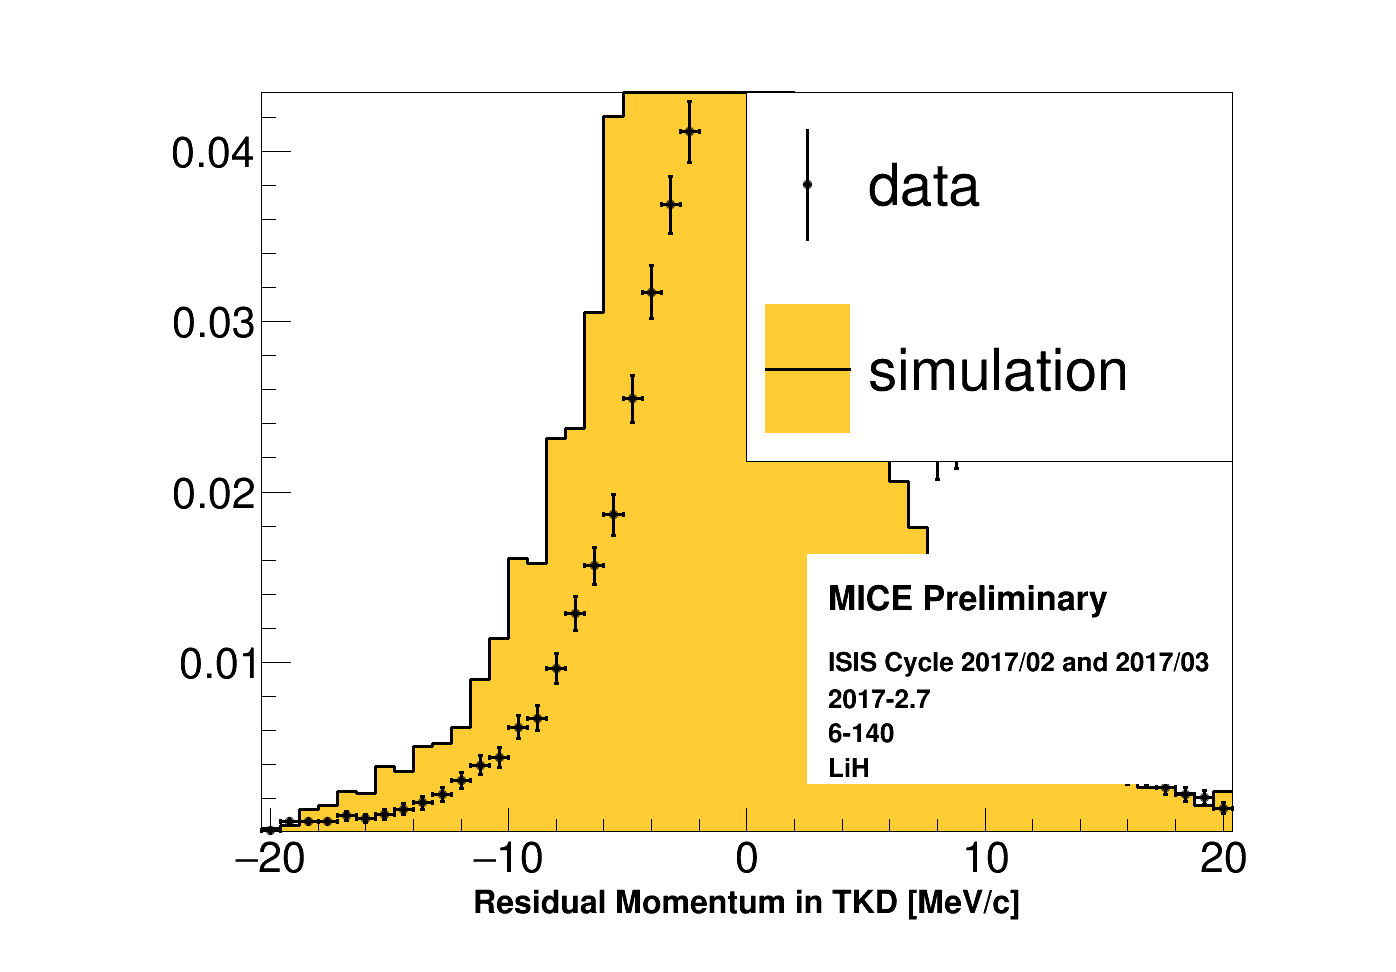 0.04
0.03
0.02
0.01
−20
−10
0
10
20
Residual Momentum in TKD [MeV/c]
data
simulation
MICE Preliminary
ISIS Cycle 2017/02 and 2017/03
2017-2.7
6-140
LiH